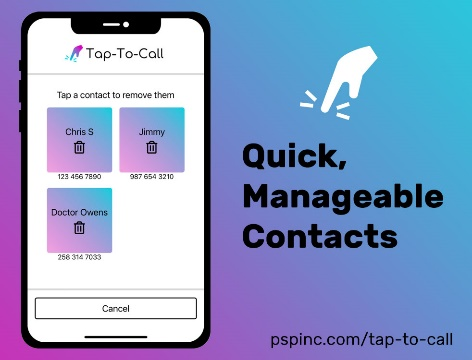 Tap-To-Call
Tap a contact to remove them
Chris S
Jimmy
123 456 7890
987 654 3210
Doctor Owens
258 314 7033
Cancel
Quick,
Manageable
Contacts
pspinc.com/tap-to-call